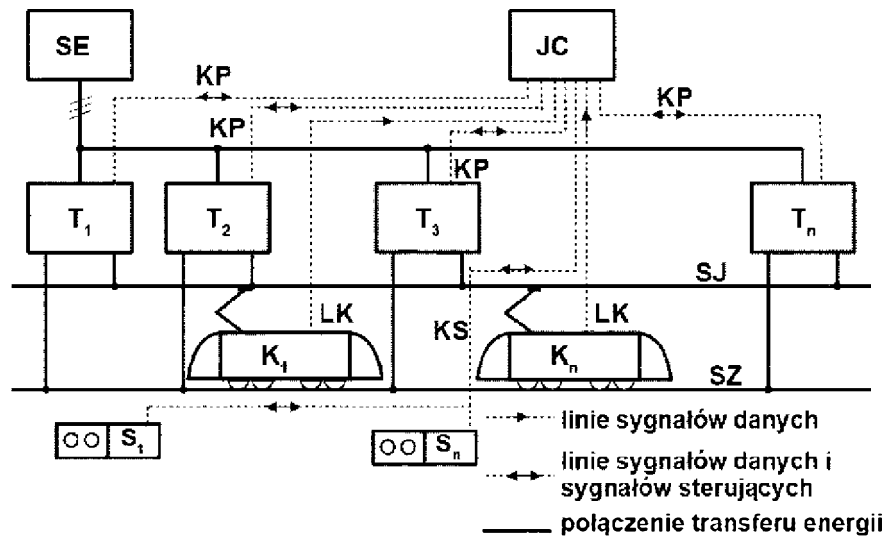 SE
JC
KP
KP
KP
KP
T1
T2
T3
Tn
SJ
LK
KS
LK
K1
Kn
SZ
S1
Sn
linie sygnałów danych
linie sygnałów danych i
sygnałów sterujących
połączenie transferu energii